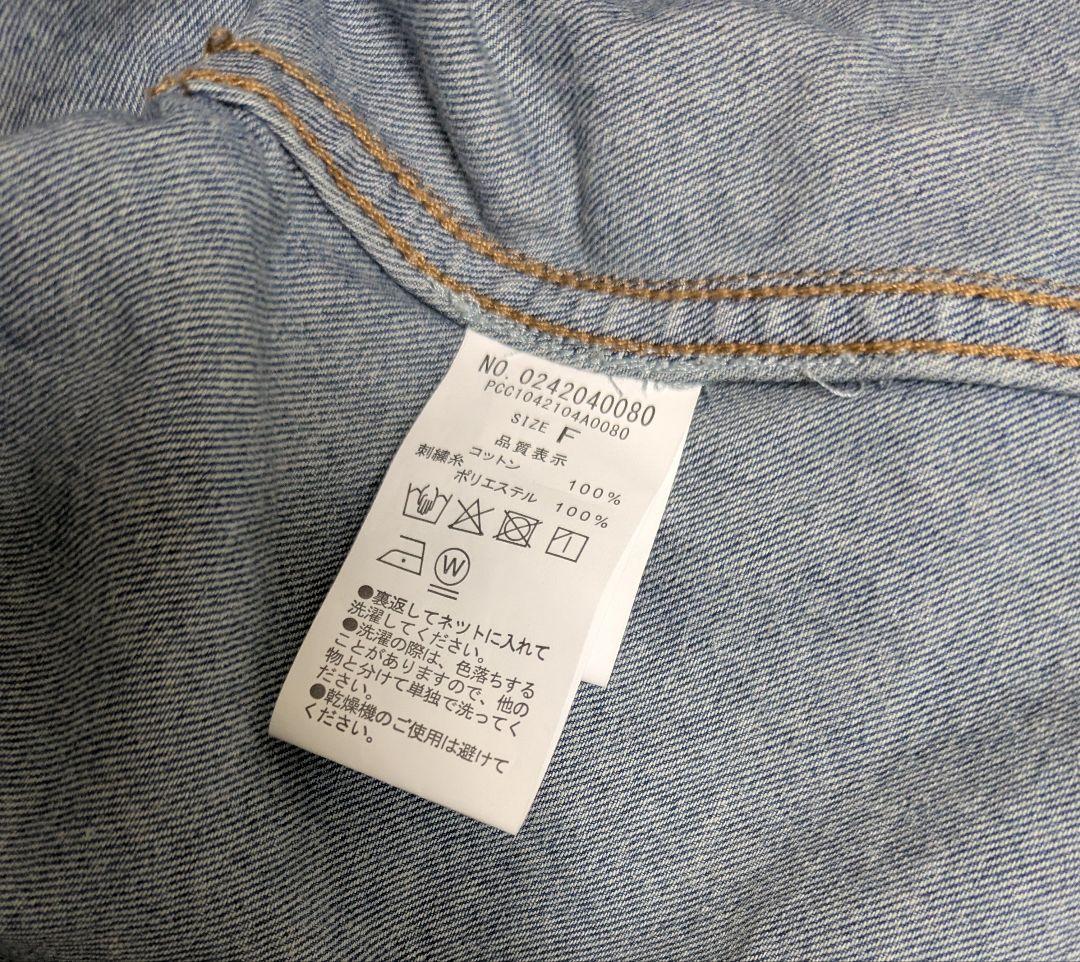 NO. 0242040080
PCC1042104A0080
SIZE F
品質表示
コットン 100%
刺繍糸 ポリエステル 100%
W
●裏返してネットに入れて
洗濯してください。
●洗濯の際は、色落ちする
ことがありますので、他の
物と分けて単独で洗ってく
ださい。
●乾燥機のご使用は避けて
ください。